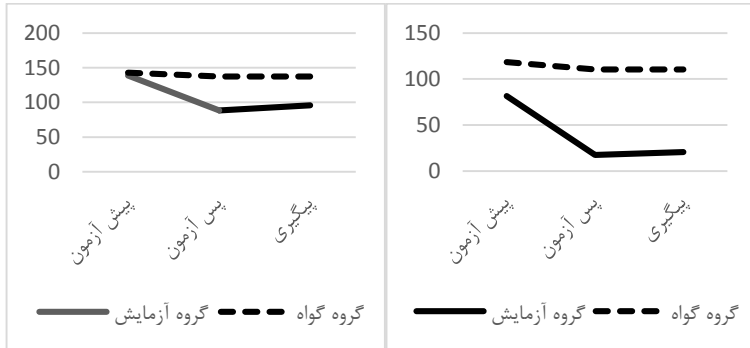 200
150
100
50
0
پیش آزمون
پس آزمون
پیگیری
گروه آزمایش
گروه گواه
150
100
50
0
پیش آزمون
پس آزمون
پیگیری
گروه آزمایش
گروه گواه